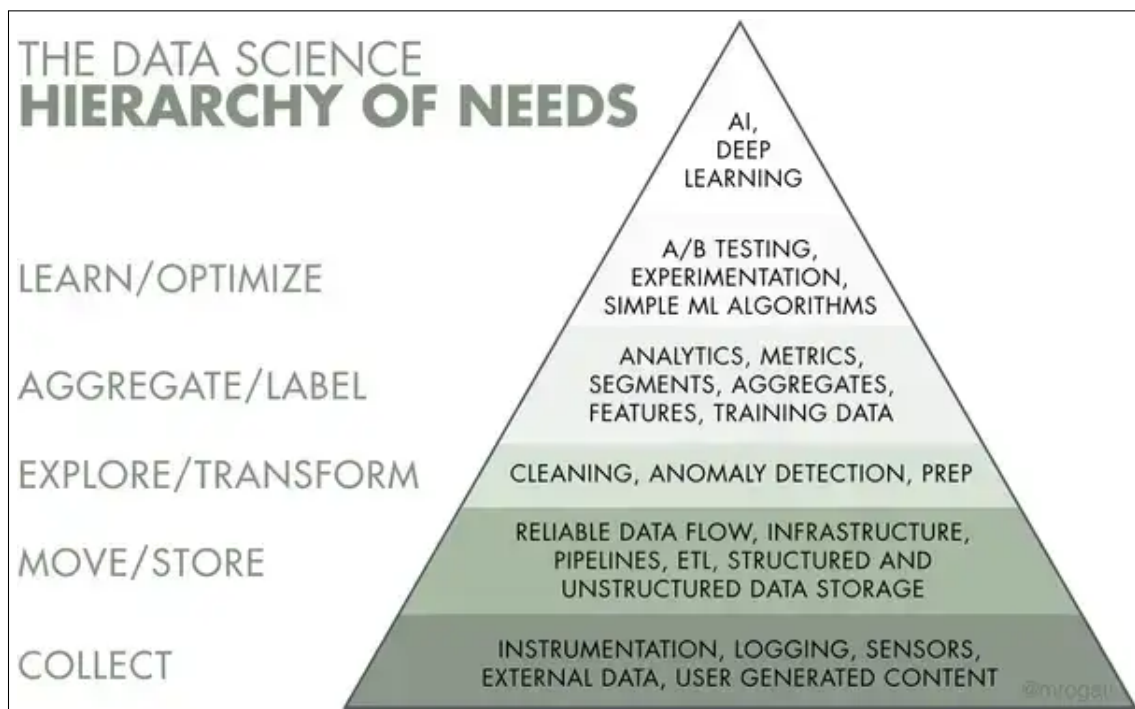 THE DATA SCIENCE
HIERARCHY OF NEEDS
AI,
DEEP
LEARNING
LEARN/OPTIMIZE
A/B TESTING,
EXPERIMENTATION,
SIMPLE ML ALGORITHMS
AGGREGATE/LABEL
ANALYTICS, METRICS,
SEGMENTS, AGGREGATES,
FEATURES, TRAINING DATA
EXPLORE/TRANSFORM
CLEANING, ANOMALY DETECTION, PREP
MOVE/STORE
RELIABLE DATA FLOW, INFRASTRUCTURE,
PIPELINES, ETL, STRUCTURED AND
UNSTRUCTURED DATA STORAGE
COLLECT
INSTRUMENTATION, LOGGING, SENSORS,
EXTERNAL DATA, USER GENERATED CONTENT